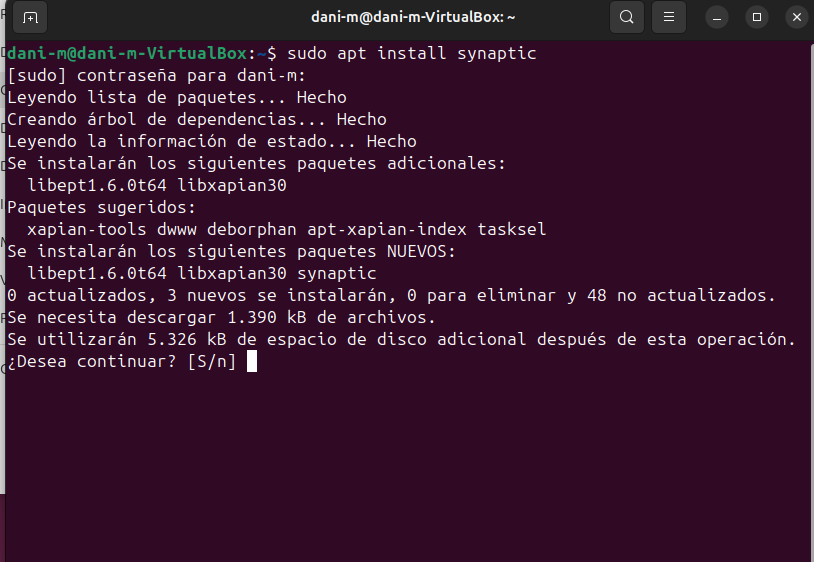 dani-m@dani-m-VirtualBox: ~
dani-m@dani-m-VirtualBox:~$ sudo apt install synaptic
[sudo] contraseña para dani-m:
Leyendo lista de paquetes... Hecho
Creando árbol de dependencias... Hecho
Leyendo la información de estado... Hecho
Se instalarán los siguientes paquetes adicionales:
  libept1.6.0t64 libxapian30
Paquetes sugeridos:
  xapian-tools dwww deborphan apt-xapian-index tasksel
Se instalarán los siguientes paquetes NUEVOS:
  libept1.6.0t64 libxapian30 synaptic
0 actualizados, 3 nuevos se instalarán, 0 para eliminar y 48 no actualizados.
Se necesita descargar 1.390 kB de archivos.
Se utilizarán 5.326 kB de espacio de disco adicional después de esta operación.
¿Desea continuar? [S/n]